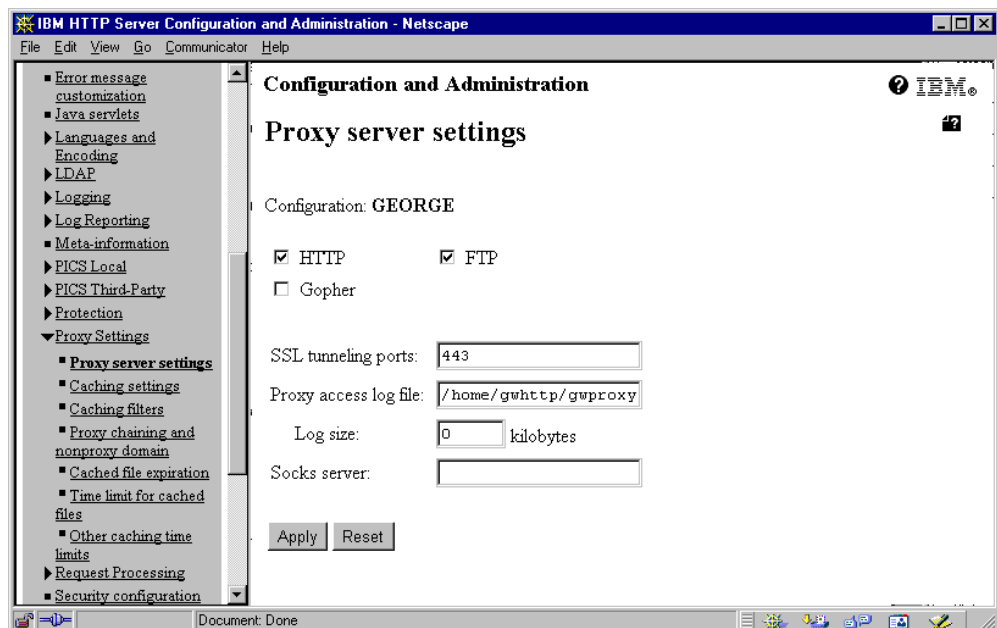 IBM HTTP Server Configuration and Administration - Netscape
File Edit View Go Communicator Help
Error message
customization
Java servlets
Languages and
Encoding
LDAP
Logging
Log Reporting
Meta-information
PICS Local
PICS Third-Party
Protection
Proxy Settings
Proxy server settings
Caching settings
Caching filters
Proxy chaining and
nonproxy domain
Cached file expiration
Time limit for cached
files
Other caching time
limits
Request Processing
Security configuration
Configuration and Administration
IBM®
Proxy server settings
Configuration: GEORGE
HTTP FTP
Gopher
SSL tunneling ports: 443
Proxy access log file: /home/gwhttp/gwproxy
Log size: 0 kilobytes
Socks server:
Apply Reset
Document: Done